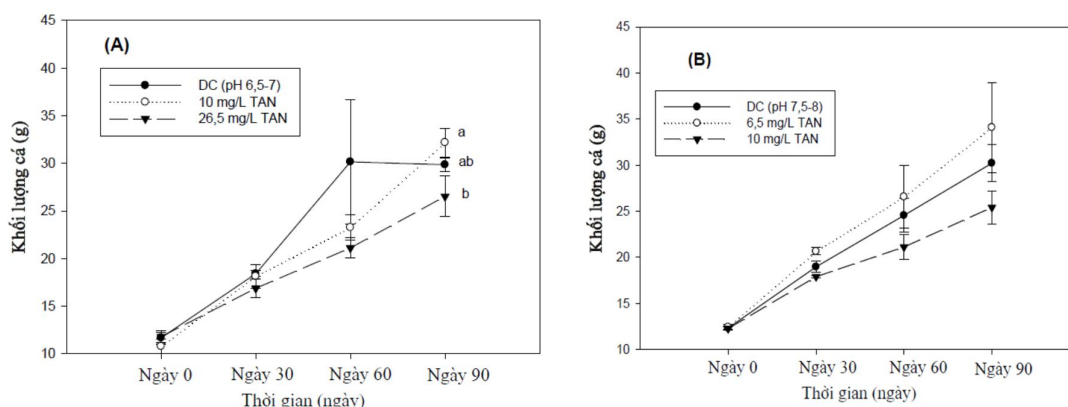 (A)
DC (pH 6,5-7)
10 mg/L TAN
26,5 mg/L TAN
Khối lượng cá (g)
45
40
35
30
25
20
15
10
a
ab
b
Ngày 0 Ngày 30 Ngày 60 Ngày 90
Thời gian (ngày)
(B)
DC (pH 7,5-8)
6,5 mg/L TAN
10 mg/L TAN
Khối lượng cá (g)
45
40
35
30
25
20
15
10
Ngày 0 Ngày 30 Ngày 60 Ngày 90
Thời gian (ngày)